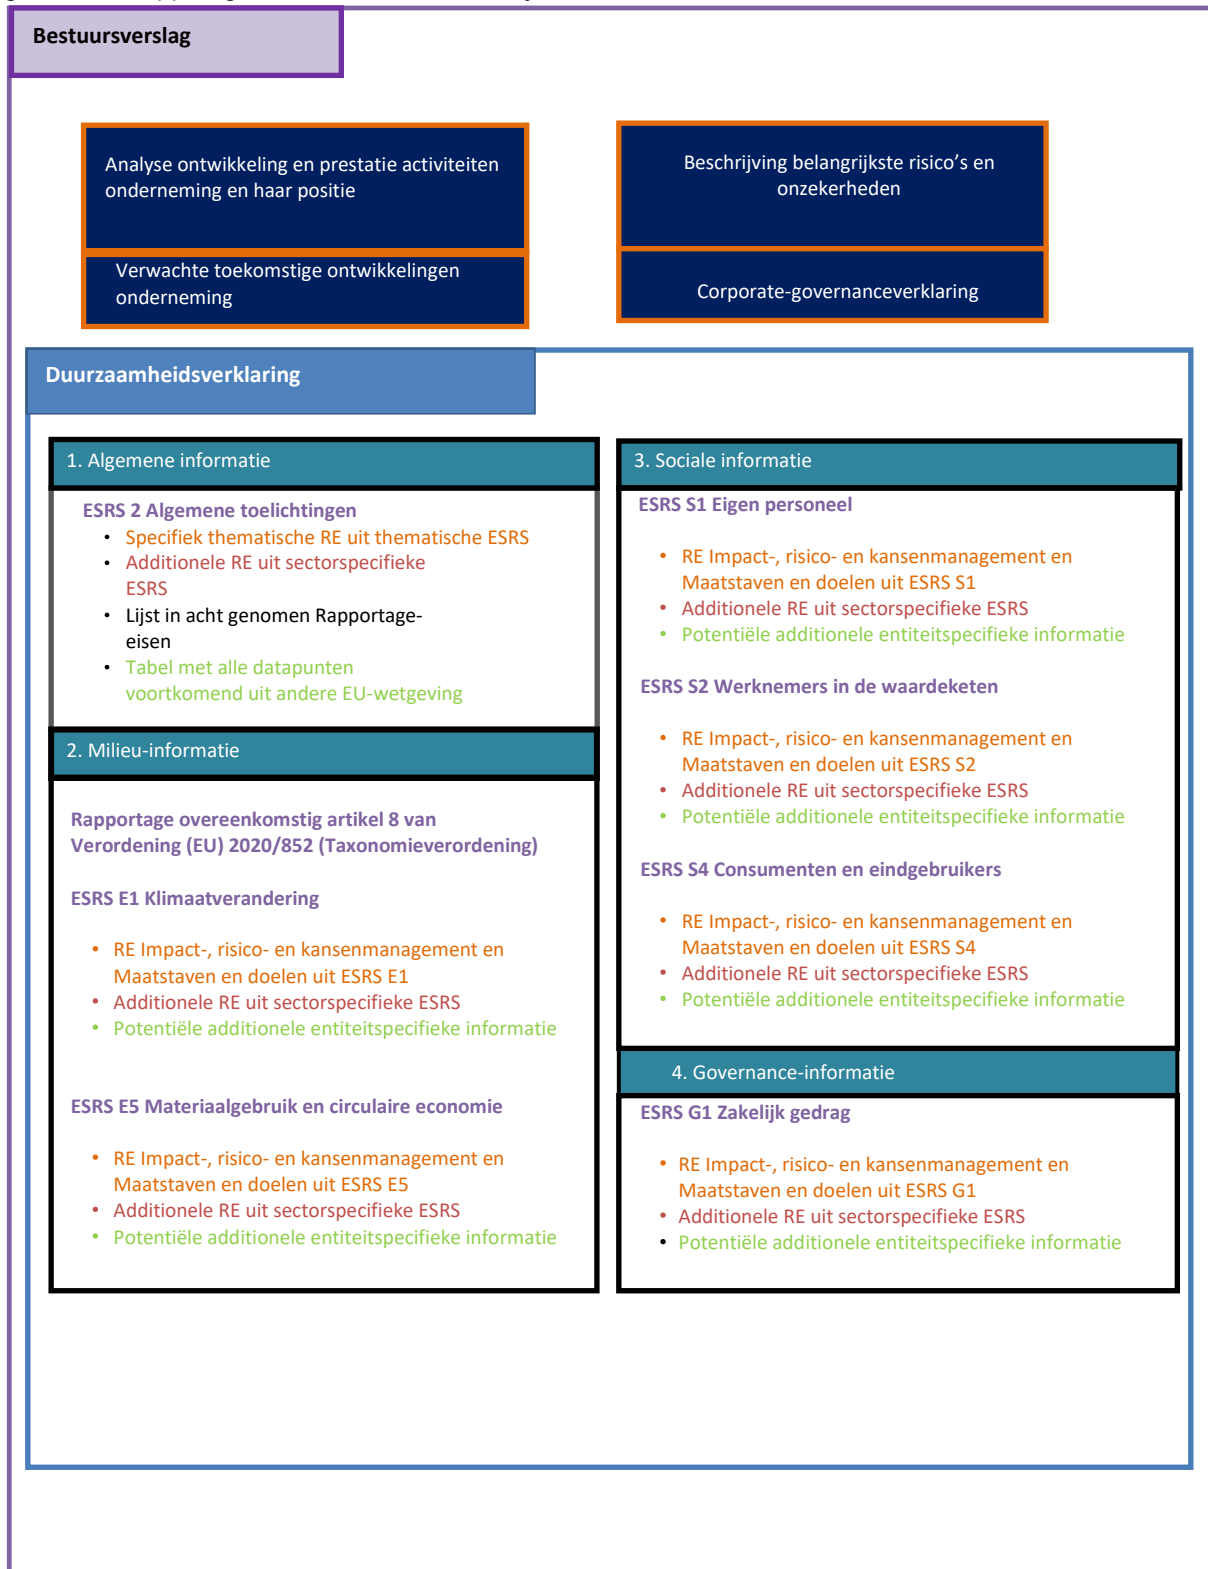 Bestuursverslag
Analyse ontwikkeling en prestatie activiteiten
onderneming en haar positie
Verwachte toekomstige ontwikkelingen
onderneming
Beschrijving belangrijkste risico's en
onzekerheden
Corporate-governanceverklaring
Duurzaamheidsverklaring
1. Algemene informatie
ESRS 2 Algemene toelichtingen
• Specifiek thematische RE uit thematische ESRS
• Additionele RE uit sectorspecifieke
ESRS
• Lijst in acht genomen Rapportage-
eisen
• Tabel met alle datapunten
voortkomend uit andere EU-wetgeving
2. Milieu-informatie
Rapportage overeenkomstig artikel 8 van
Verordening (EU) 2020/852 (Taxonomieverordening)
ESRS E1 Klimaatverandering
• RE Impact-, risico- en kansenmanagement en
Maatstaven en doelen uit ESRS E1
• Additionele RE uit sectorspecifieke ESRS
• Potentiële additionele entiteitspecifieke informatie
ESRS E5 Materiaalgebruik en circulaire economie
• RE Impact-, risico- en kansenmanagement en
Maatstaven en doelen uit ESRS E5
• Additionele RE uit sectorspecifieke ESRS
• Potentiële additionele entiteitspecifieke informatie
3. Sociale informatie
ESRS S1 Eigen personeel
• RE Impact-, risico- en kansenmanagement en
Maatstaven en doelen uit ESRS S1
• Additionele RE uit sectorspecifieke ESRS
• Potentiële additionele entiteitspecifieke informatie
ESRS S2 Werknemers in de waardeketen
• RE Impact-, risico- en kansenmanagement en
Maatstaven en doelen uit ESRS S2
• Additionele RE uit sectorspecifieke ESRS
• Potentiële additionele entiteitspecifieke informatie
ESRS S4 Consumenten en eindgebruikers
• RE Impact-, risico- en kansenmanagement en
Maatstaven en doelen uit ESRS S4
• Additionele RE uit sectorspecifieke ESRS
• Potentiële additionele entiteitspecifieke informatie
4. Governance-informatie
ESRS G1 Zakelijk gedrag
• RE Impact-, risico- en kansenmanagement en
Maatstaven en doelen uit ESRS G1
• Additionele RE uit sectorspecifieke ESRS
• Potentiële additionele entiteitspecifieke informatie